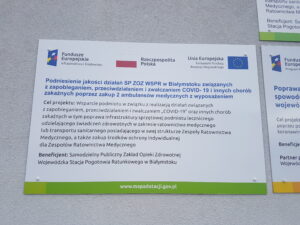 Fundusze
Europejskie
Rzeczpospolita
Polska
Unia Europejska
Podniesienie jakości działań SP ZOZ WSPR w Białymstoku związanych
z zapobieganiem, przeciwdziałaniem i zwalczaniem COVID-19 i innych chorób
zakaźnych poprzez zakup 2 ambulansów medycznych z wyposażeniem
Cel projektu: Wsparcie podmiotu w związku z realizacją działań związanych
z zapobieganiem, przeciwdziałaniem i zwalczaniem „COVID-19" oraz innych chorób
zakaźnych w tym poprawa infrastruktury sprzętowej podmiotu leczniczego
udzielającego świadczeń zdrowotnych w zakresie ratownictwa medycznego
lub transportu sanitarnego posiadającego w swej strukturze Zespoły Ratownictwa
Medycznego, a także zakup środków ochrony indywidualnej
dla Zespołów Ratownictwa Medycznego
Beneficjent: Samodzielny Publiczny Zakład Opieki Zdrowotnej
Wojewódzka Stacja Pogotowia Ratunkowego w Białymstoku
www.mapadotacji.gov.pl